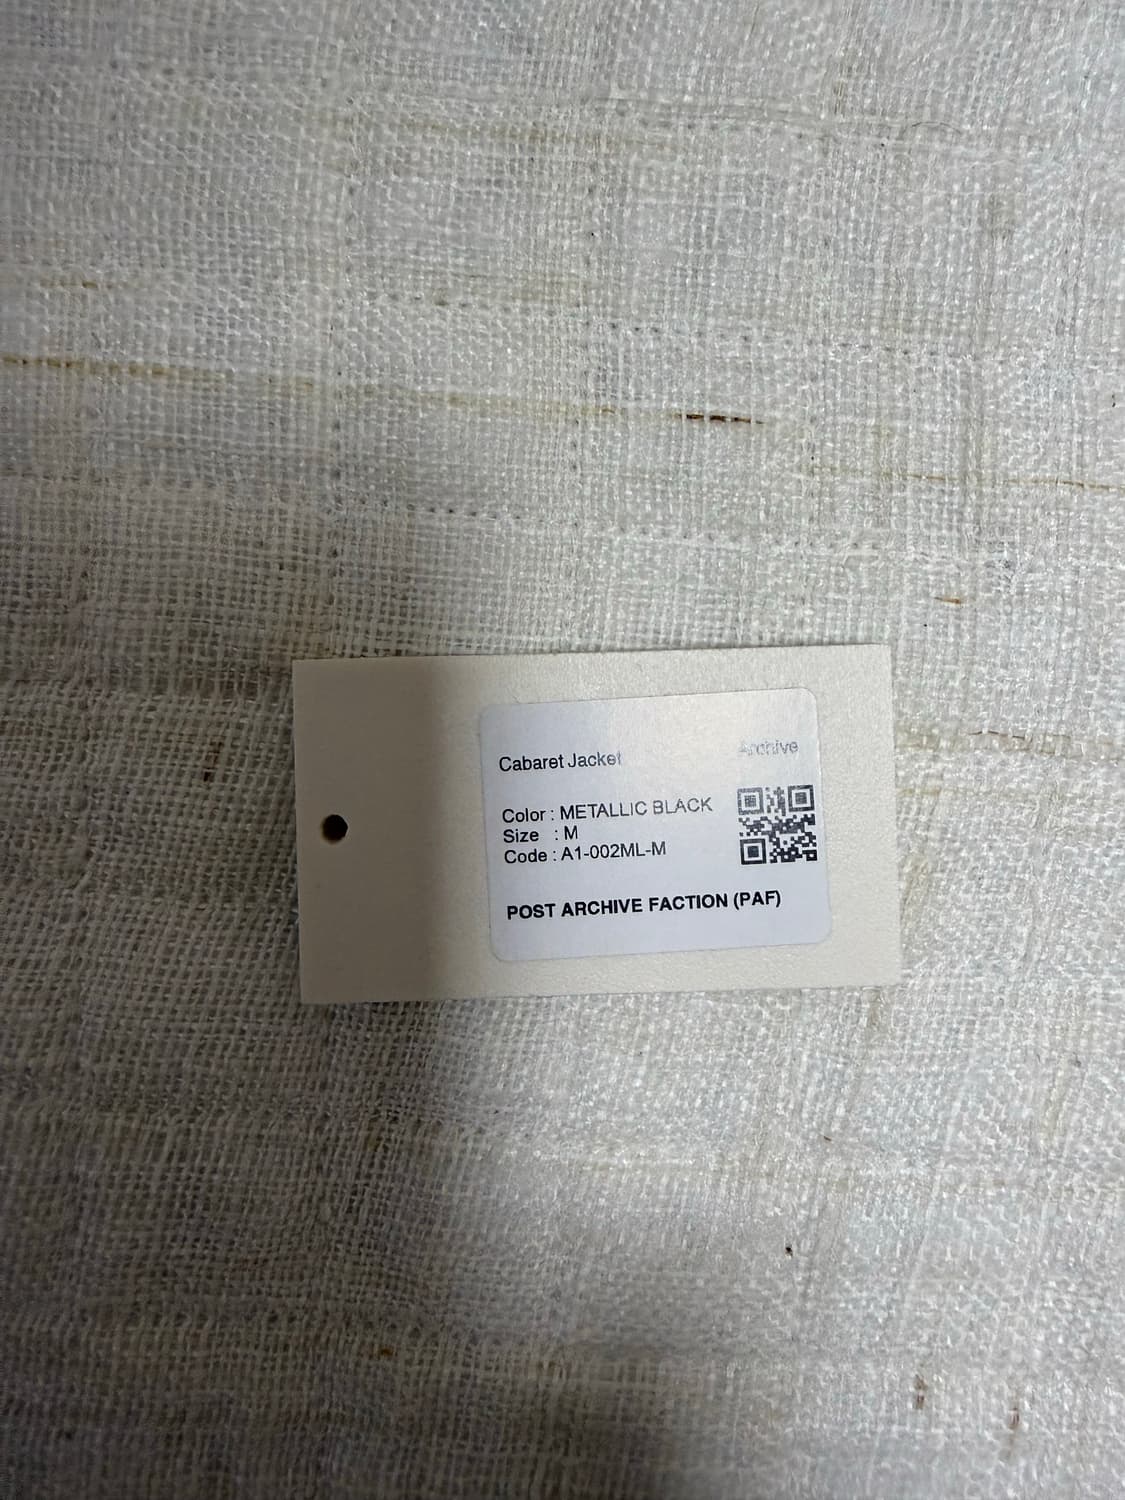 Cabaret Jacket
Archive
Color : METALLIC BLACK
Size : M
Code : A1-002ML-M
POST ARCHIVE FACTION (PAF)